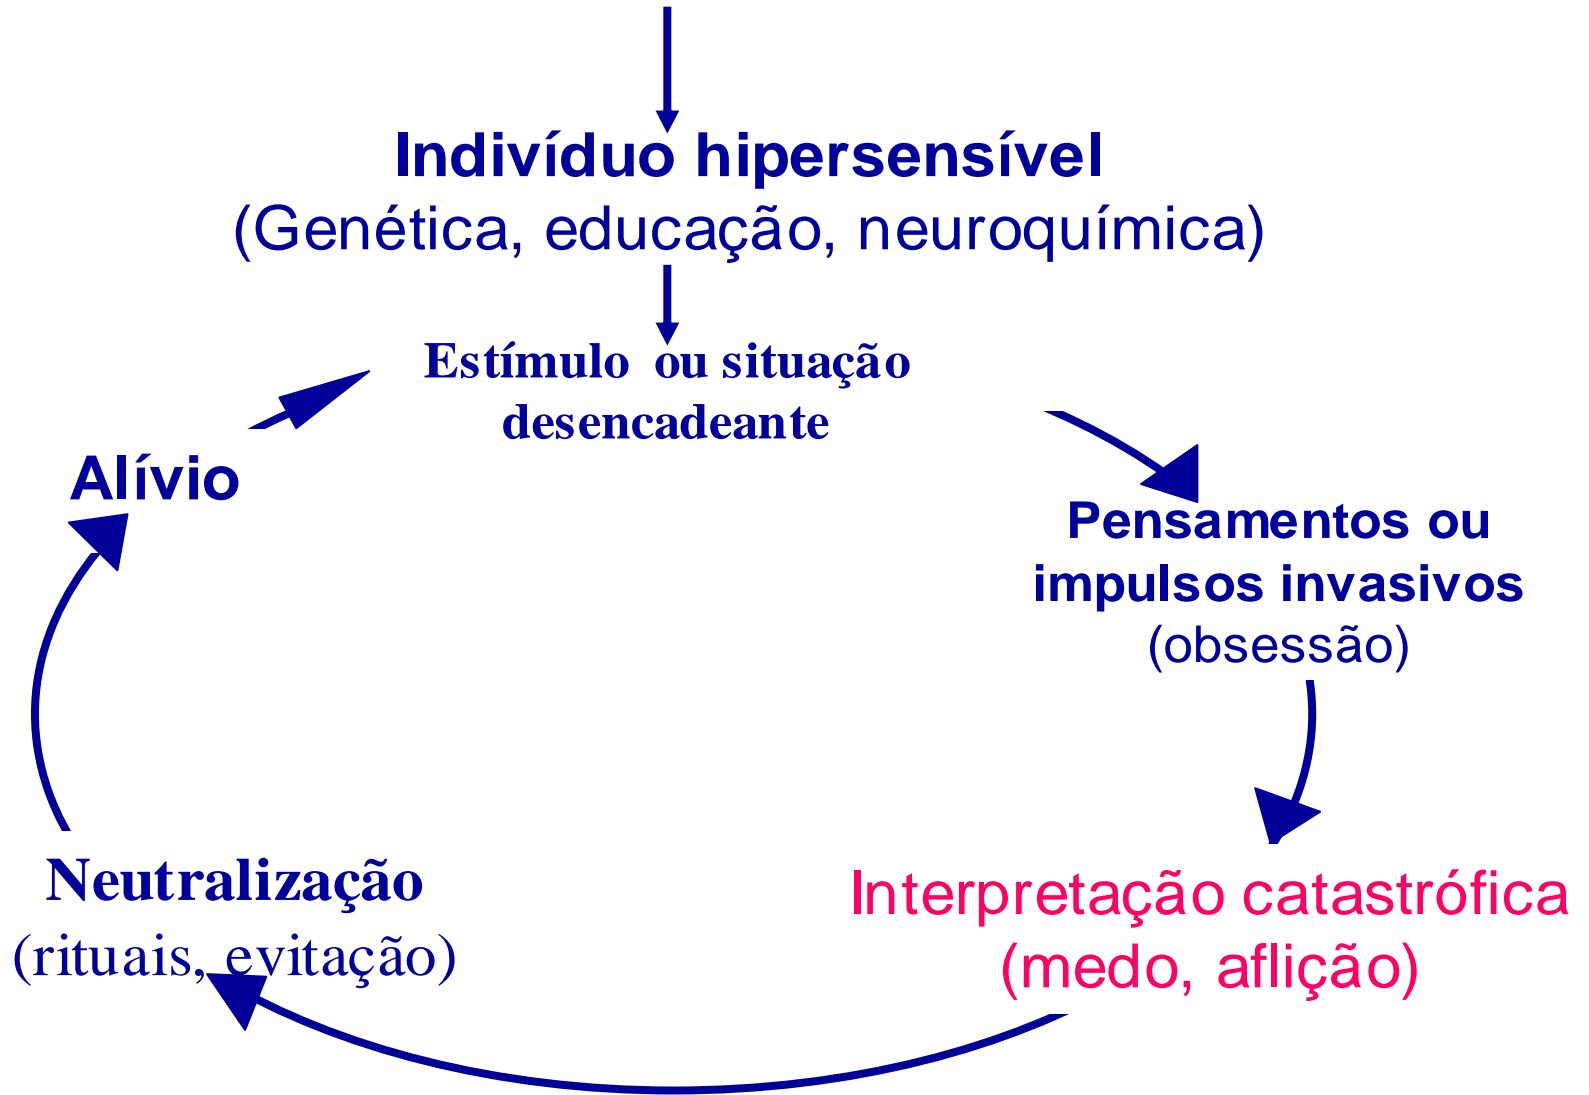 Indivíduo hipersensível
(Genética, educação, neuroquímica)
Estímulo ou situação
desencadeante
Alívio
Pensamentos ou
impulsos invasivos
(obsessão)
Neutralização
(rituais, evitação)
Interpretação catastrófica
(medo, aflição)